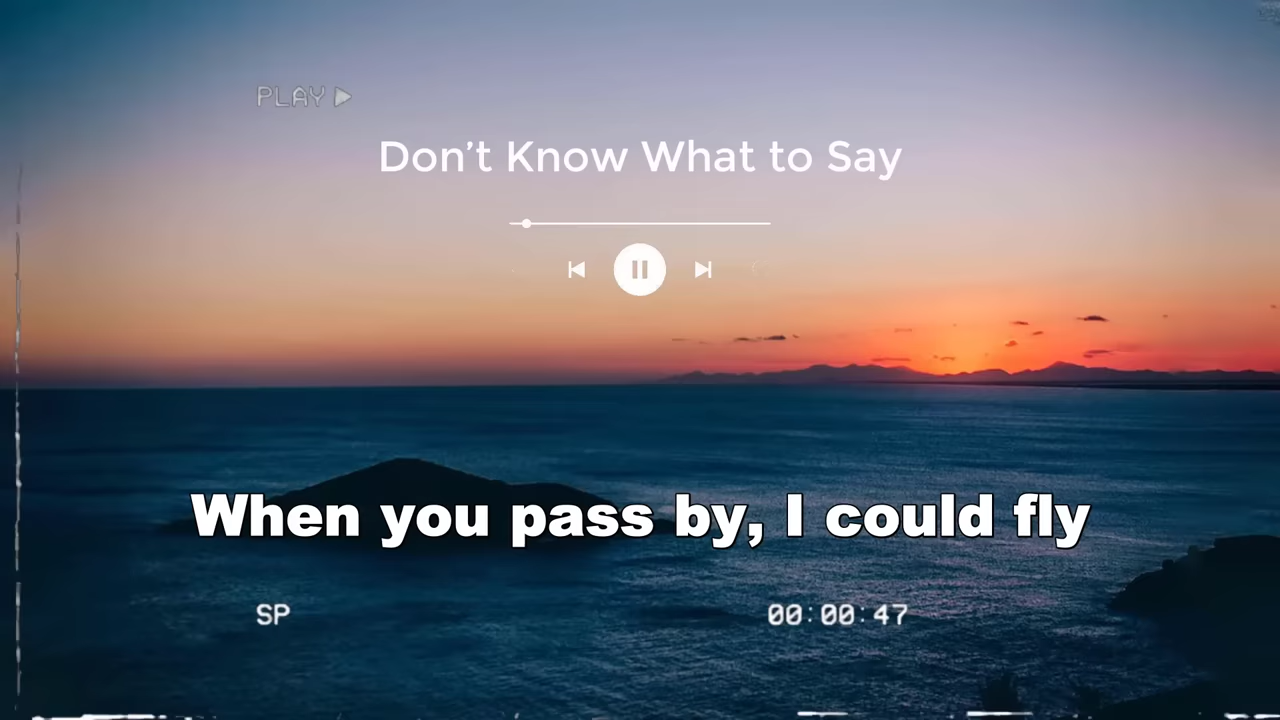 PLAY
Don’t Know What to Say
When you pass by, I could fly
SP 00:00:47